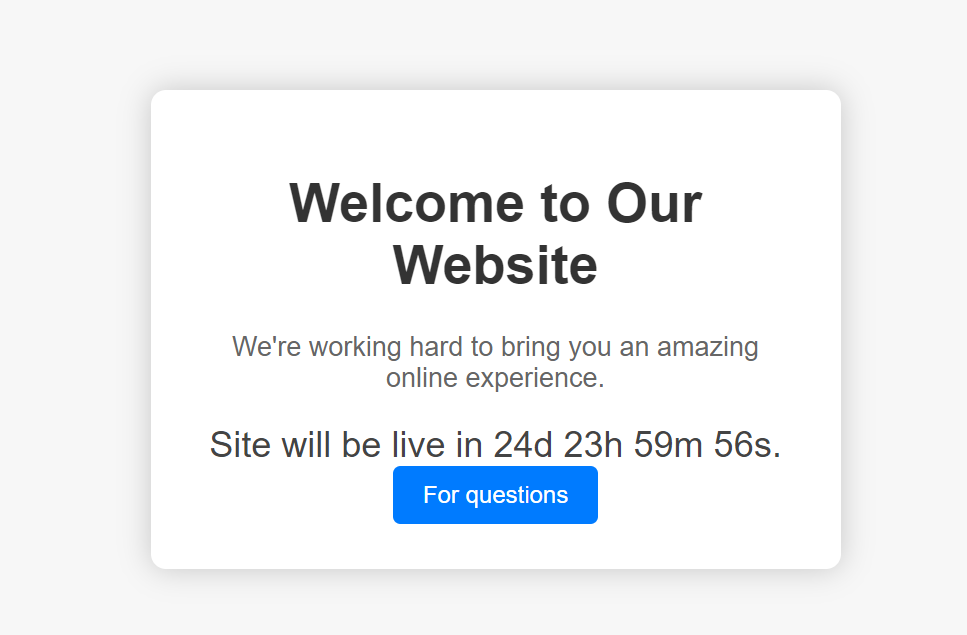 Welcome to Our
Website
We're working hard to bring you an amazing
online experience.
Site will be live in 24d 23h 59m 56s.
For questions